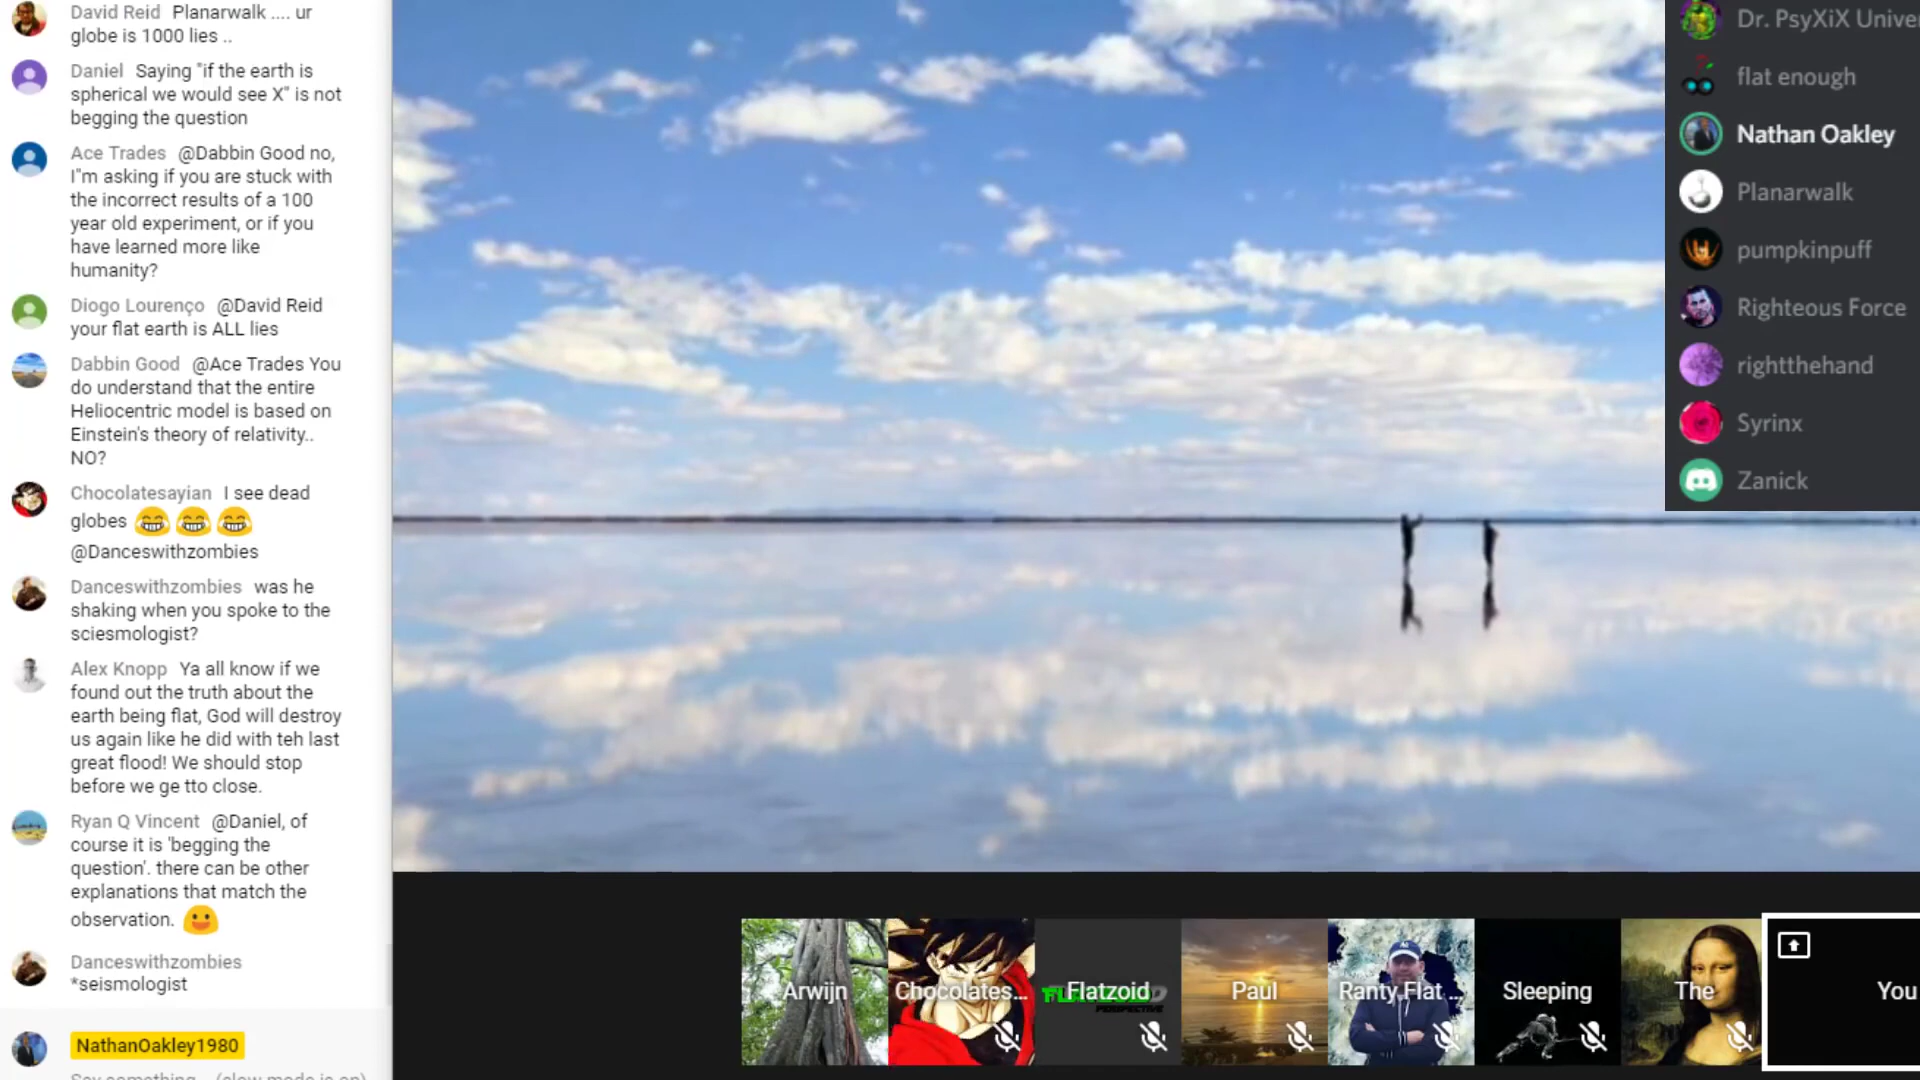 David Reid Planarwalk .... ur
globe is 1000 lies ..
Daniel Saying "if the earth is
spherical we would see X" is not
begging the question
Ace Trades @Dabbin Good no,
I"m asking if you are stuck with
the incorrect results of a 100
year old experiment, or if you
have learned more like
humanity?
Diogo Lourenço @David Reid
your flat earth is ALL lies
Dabbin Good @Ace Trades You
do understand that the entire
Heliocentric model is based on
Einstein's theory of relativity..
NO?
Chocolatesayian I see dead
globes 😂 😂 😂
@Danceswithzombies
Danceswithzombies was he
shaking when you spoke to the
sciesmologist?
Alex Knopp Ya all know if we
found out the truth about the
earth being flat, God will destroy
us again like he did with teh last
great flood! We should stop
before we ge tto close.
Ryan Q Vincent @Daniel, of
course it is 'begging the
question'. there can be other
explanations that match the
observation. 😃
Danceswithzombies
*seismologist
NathanOakley1980
Say something... (slow mode is on)
Dr. PsyXiX Unive
flat enough
Nathan Oakley
Planarwalk
pumpkinpuff
Righteous Force
rightthehand
Syrinx
Zanick
Arwijn
Chocolates...
Flatzoid
PERSPECTIVE
Paul
Ranty Flat ...
Sleeping
The
You